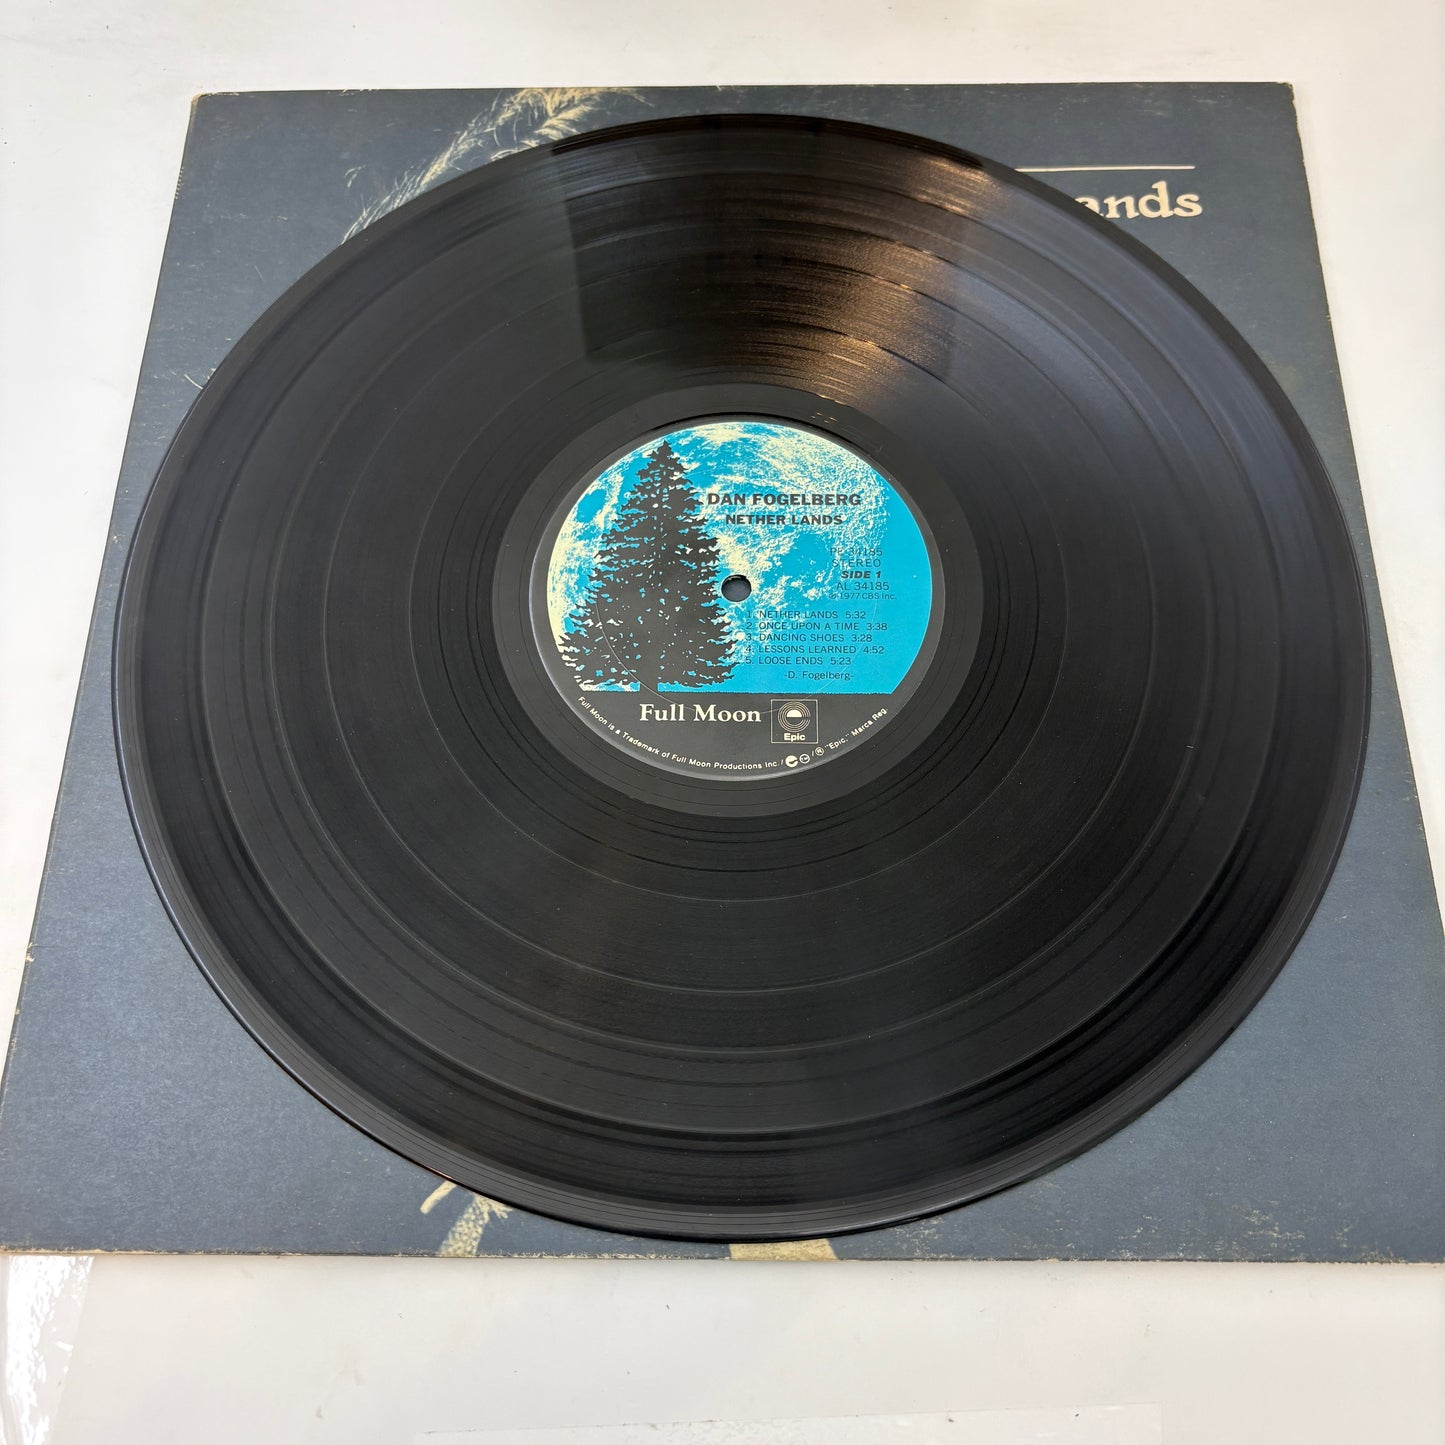 ands
DAN FOGELBERG
NETHER LANDS
PE 34185
STEREO
SIDE 1
AL 34185
℗ 1977 CBS Inc.
1. NETHER LANDS 5:32
2. ONCE UPON A TIME 3:38
3. DANCING SHOES 3:28
4. LESSONS LEARNED 4:52
5. LOOSE ENDS 5:23
-D. Fogelberg-
Full Moon
Epic
Full Moon is a Trademark of Full Moon Productions Inc. / ® "Epic," Marca Reg.